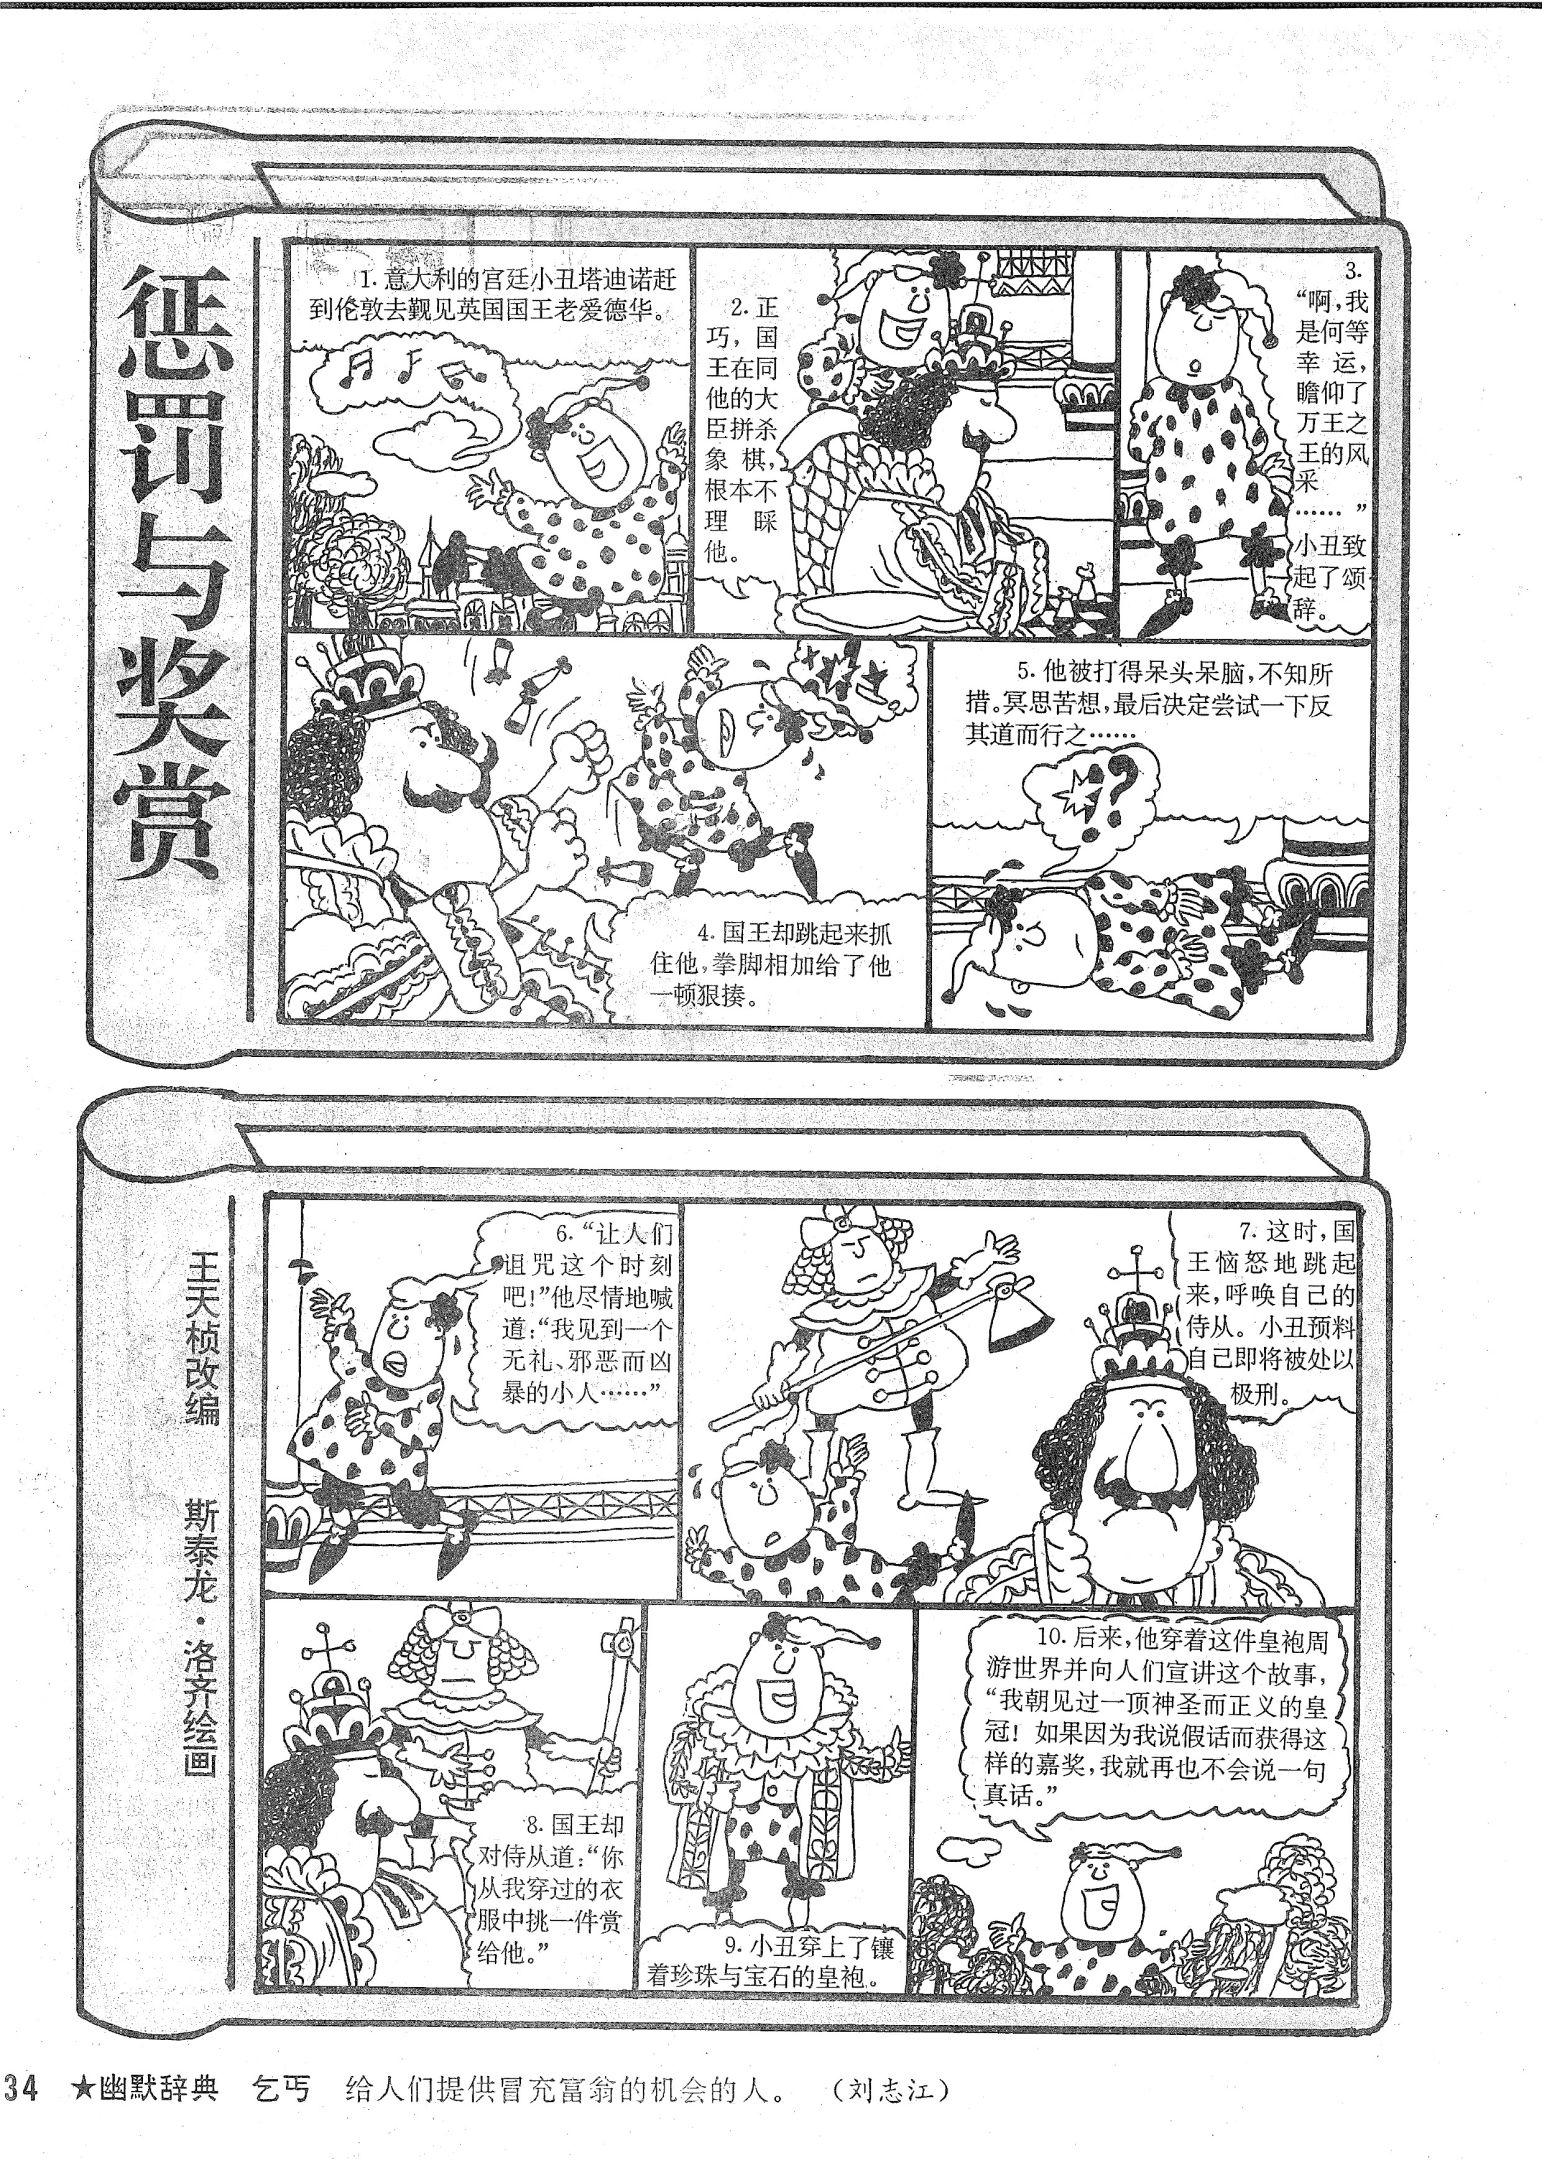 惩罚与奖赏
1. 意大利的宫廷小丑塔迪诺赶
到伦敦去觐见英国国王老爱德华。
2. 正
巧，国
王在同
他的大
臣拼杀
象棋，
根本不
理睬
他。
3.
“啊，我
是何等
幸运，
瞻仰了
万王之
王的风
采
……”
小丑致
起了颂
辞。
4. 国王却跳起来抓
住他，拳脚相加给了他
一顿狠揍。
5. 他被打得呆头呆脑，不知所
措。冥思苦想，最后决定尝试一下反
其道而行之……
王天桢改编
斯泰龙·洛齐绘画
6. “让人们
诅咒这个时刻
吧！”他尽情地喊
道：“我见到一个
无礼、邪恶而凶
暴的小人……”
7. 这时，国
王恼怒地跳起
来，呼唤自己的
侍从。小丑预料
自己即将被处以
极刑。
8. 国王却
对侍从道：“你
从我穿过的衣
服中挑一件赏
给他。”
9. 小丑穿上了镶
着珍珠与宝石的皇袍。
10. 后来，他穿着这件皇袍周
游世界并向人们宣讲这个故事，
“我朝见过一顶神圣而正义的皇
冠！如果因为我说假话而获得这
样的嘉奖，我就再也不会说一句
真话。”
34 ★幽默辞典 乞丐 给人们提供冒充富翁的机会的人。 （刘志江）